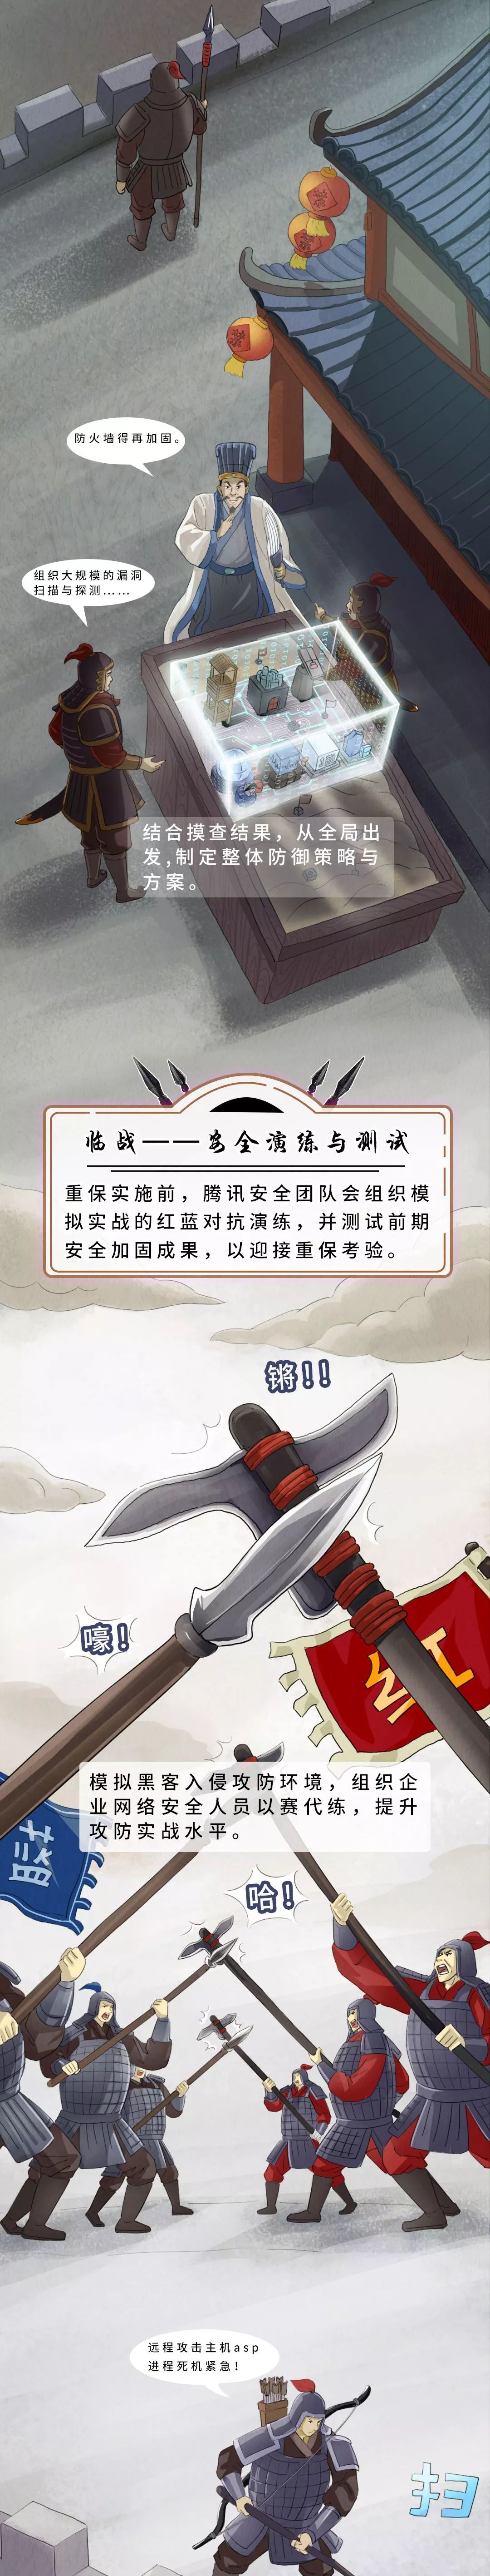 防火墙得再加固。
组织大规模的漏洞
扫描与探测……
结合摸查结果，从全局出
发，制定整体防御策略与
方案。
临战——安全演练与测试
重保实施前，腾讯安全团队会组织模
拟实战的红蓝对抗演练，并测试前期
安全加固成果，以迎接重保考验。
锵！！
红
嚎！
模拟黑客入侵攻防环境，组织企
业网络安全人员以赛代练，提升
攻防实战水平。
蓝
哈！
远程攻击主机asp
进程死机紧急！
扫